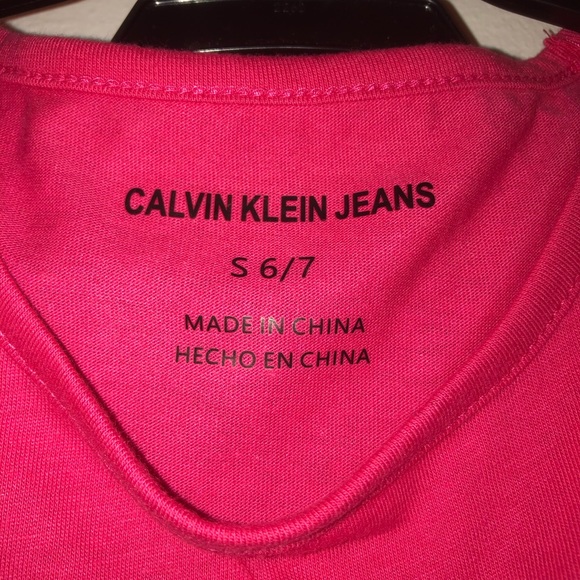 CALVIN KLEIN JEANS
S 6/7
MADE IN CHINA
HECHO EN CHINA